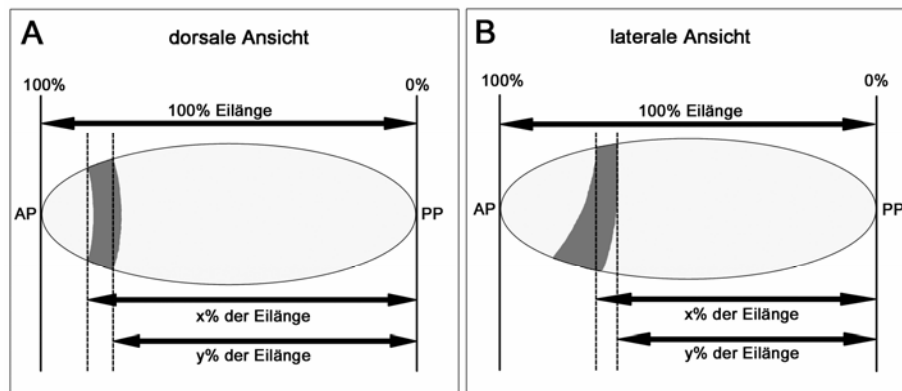 A
dorsale Ansicht
100%
0%
100% Eilänge
AP
PP
x% der Eilänge
y% der Eilänge
B
laterale Ansicht
100%
0%
100% Eilänge
AP
PP
x% der Eilänge
y% der Eilänge